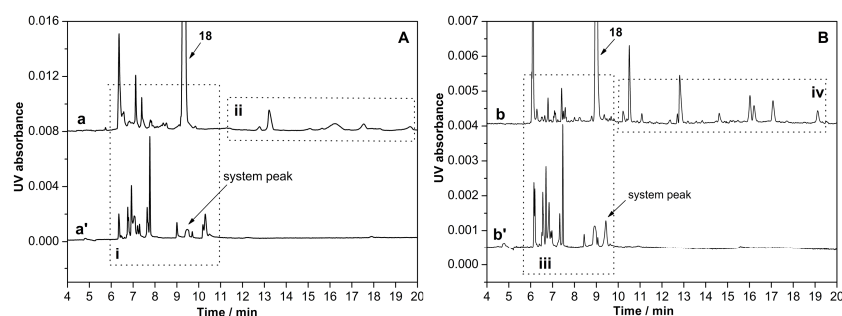 0.016
0.012
0.008
0.004
0.000
UV absorbance
A
18
a
ii
system peak
a'
i
4 5 6 7 8 9 10 11 12 13 14 15 16 17 18 19 20
Time / min
0.007
0.006
0.005
0.004
0.003
0.002
0.001
UV absorbance
B
18
b
iv
system peak
b'
iii
4 5 6 7 8 9 10 11 12 13 14 15 16 17 18 19 20
Time / min